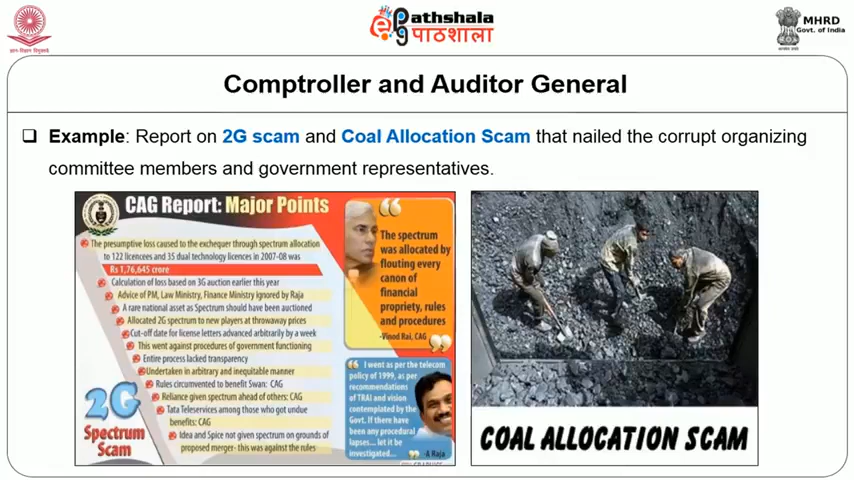 ePathshala
पाठशाला
MHRD
Govt. of India
Comptroller and Auditor General
Example: Report on 2G scam and Coal Allocation Scam that nailed the corrupt organizing
committee members and government representatives.
CAG Report: Major Points
The presumptive loss caused to the exchequer through spectrum allocation
to 122 licencees and 35 dual technology licences in 2007-08 was
Rs 1,76,645 crore
Calculation of loss based on 3G auction earlier this year
Advice of PM, Law Ministry, Finance Ministry ignored by Raja
A rare national asset as Spectrum should have been auctioned
Allocated 2G spectrum to new players at throwaway prices
Cut-off date for license letters advanced arbitrarily by a week
This went against procedures of government functioning
Entire process lacked transparency
Undertaken in arbitrary and inequitable manner
Rules circumvented to benefit Swan: CAG
Reliance given spectrum ahead of others: CAG
Tata Teleservices among those who got undue
benefits: CAG
Idea and Spice not given spectrum on grounds of
proposed merger- this was against the rules
2G
Spectrum
Scam
“
The spectrum
was allocated by
flouting every
canon of
financial
propriety, rules
and procedures
-Vinod Rai, CAG
”
“ I went as per the telecom
policy of 1999, as per
recommendations
of TRAI and vision
contemplated by the
Govt. If there have
been any procedural
lapses... let it be
investigated... ”
-A Raja
COAL ALLOCATION SCAM